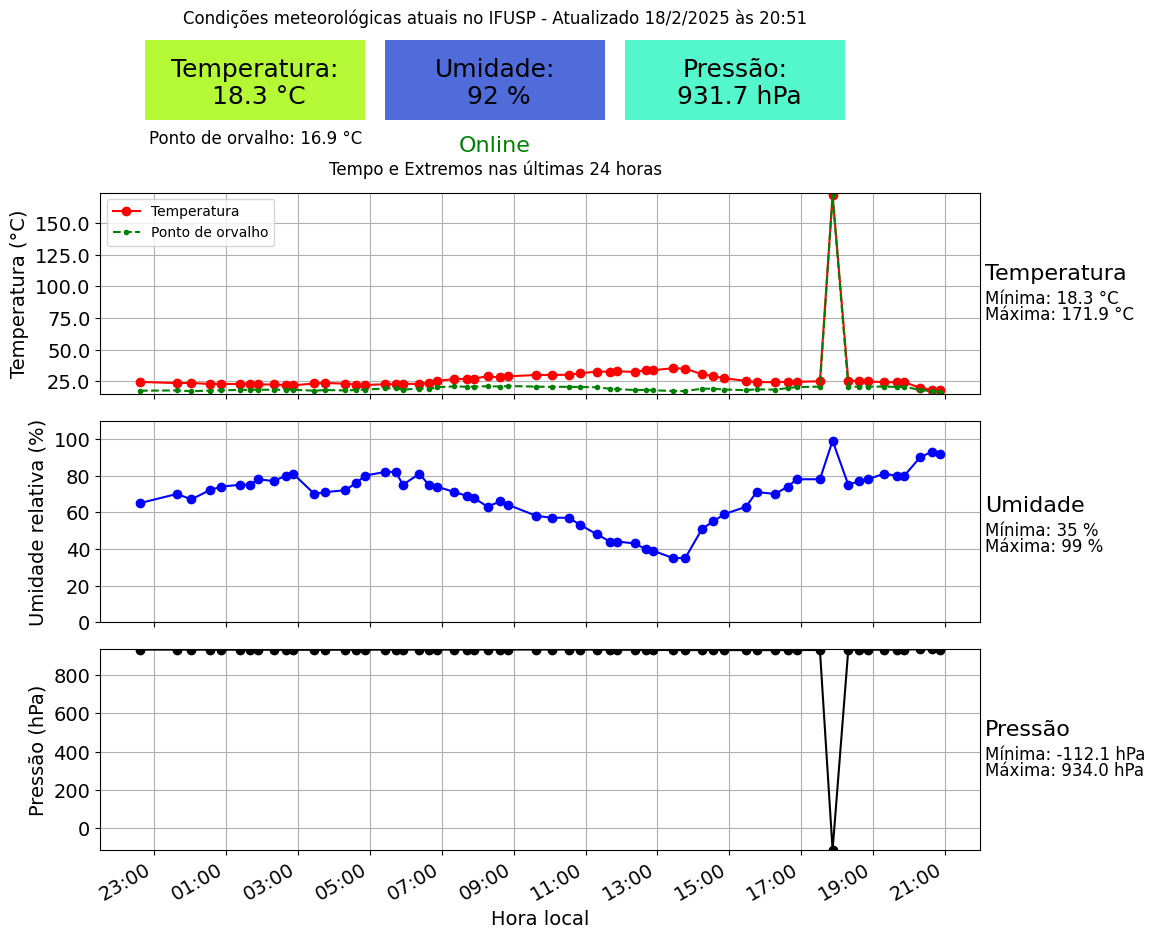 Condições meteorológicas atuais no IFUSP - Atualizado 18/2/2025 às 20:51
Temperatura:
18.3 °C
Umidade:
92 %
Pressão:
931.7 hPa
Ponto de orvalho: 16.9 °C
Online
Tempo e Extremos nas últimas 24 horas
Temperatura (°C)
150.0
125.0
100.0
75.0
50.0
25.0
Temperatura
Ponto de orvalho
Temperatura
Mínima: 18.3 °C
Máxima: 171.9 °C
Umidade relativa (%)
100
80
60
40
20
0
Umidade
Mínima: 35 %
Máxima: 99 %
Pressão (hPa)
800
600
400
200
0
Pressão
Mínima: -112.1 hPa
Máxima: 934.0 hPa
23:00 01:00 03:00 05:00 07:00 09:00 11:00 13:00 15:00 17:00 19:00 21:00
Hora local